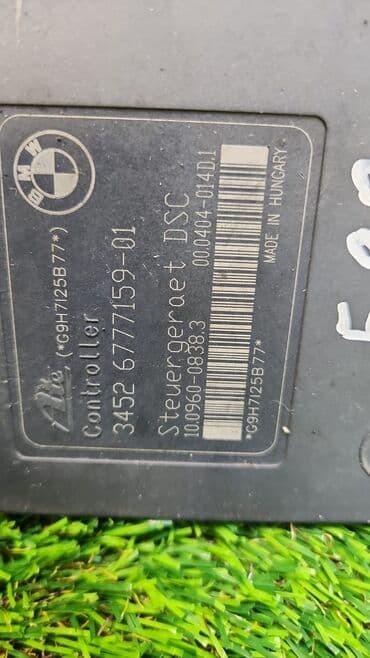 BMW
Ate (*G9H7125B77*)
Controller
3452 6777159-01
Steuergeraet DSC
10.0960-0838.3 00.0404-014D.1
*G9H7125B77* MADE IN HUNGARY